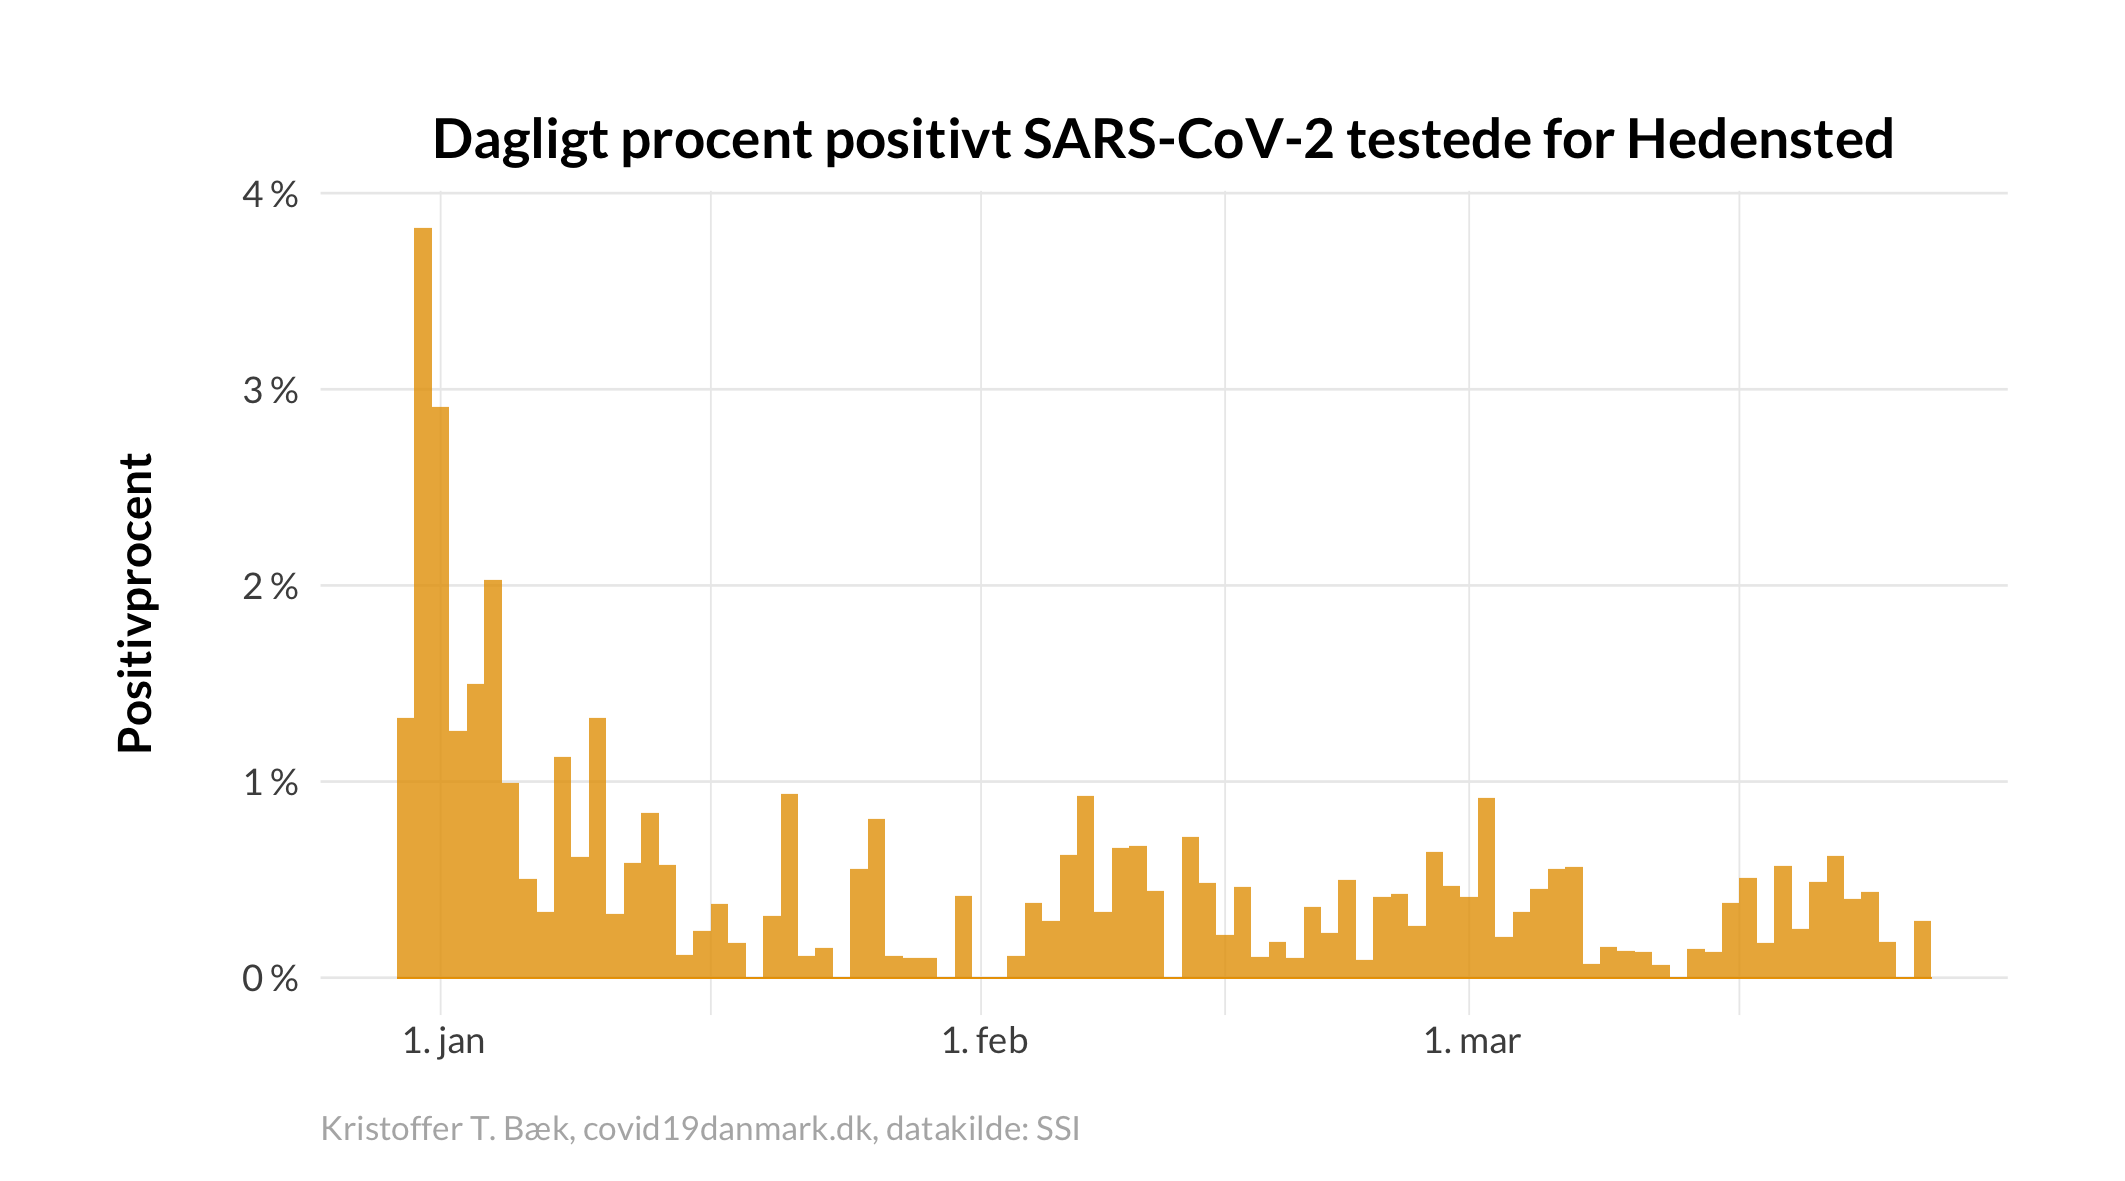 Dagligt procent positivt SARS-CoV-2 testede for Hedensted
Positivprocent
4 %
3 %
2 %
1 %
0 %
1. jan
1. feb
1. mar
Kristoffer T. Bæk, covid19danmark.dk, datakilde: SSI